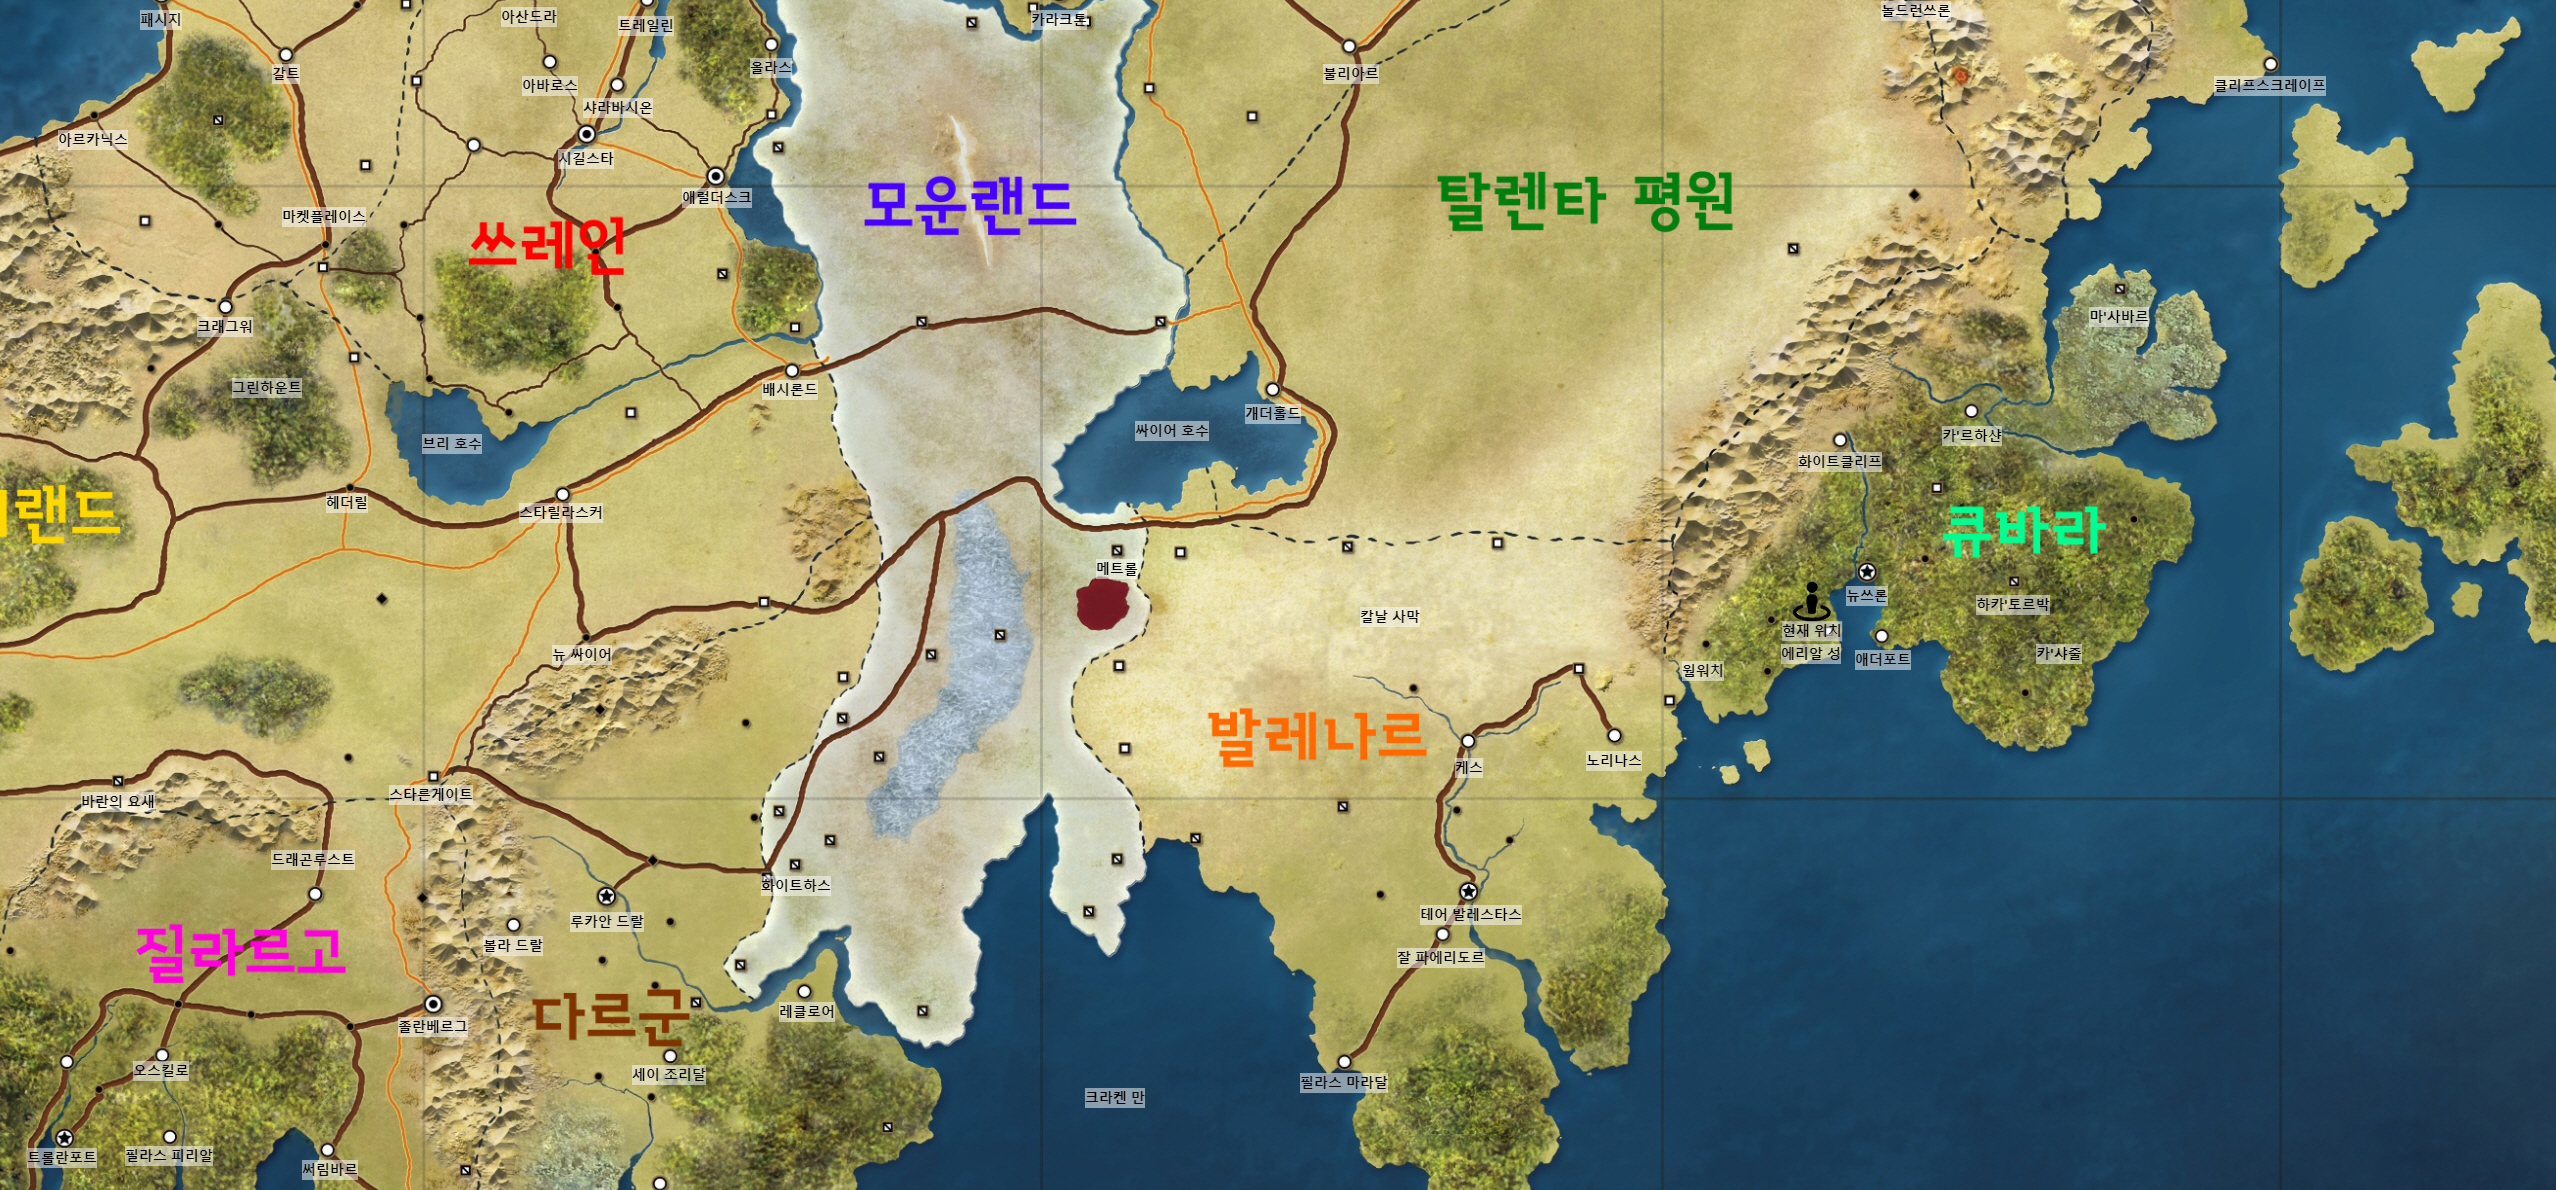 패시지
아산드라
트레일린
카라크톤
놀드런쓰론
갈트
아바로스
올라스
불리아르
클리프스크레이프
샤라바시온
아르카닉스
시길스타
애럴더스크
모운랜드
탈렌타 평원
마켓플레이스
쓰레인
마'사바르
크래그워
그린하운트
배시론드
개더홀드
브리 호수
싸이어 호수
카'르하샨
화이트클리프
헤더릴
스타릴라스커
랜드
큐바라
메트롤
뉴쓰론
하카'토르박
칼날 사막
현재 위치
에리알 성
애더포트
카'샤줄
뉴 싸이어
월워치
발레나르
케스
노리나스
스타른게이트
바란의 요새
드래곤루스트
화이트하스
루카안 드랄
테어 발레스타스
볼라 드랄
질라르고
잘 파에리도르
다르군
레클로어
졸란베르그
오스킬로
세이 조리달
필라스 마라달
크라켄 만
트롤란포트
필라스 피리알
써림바르